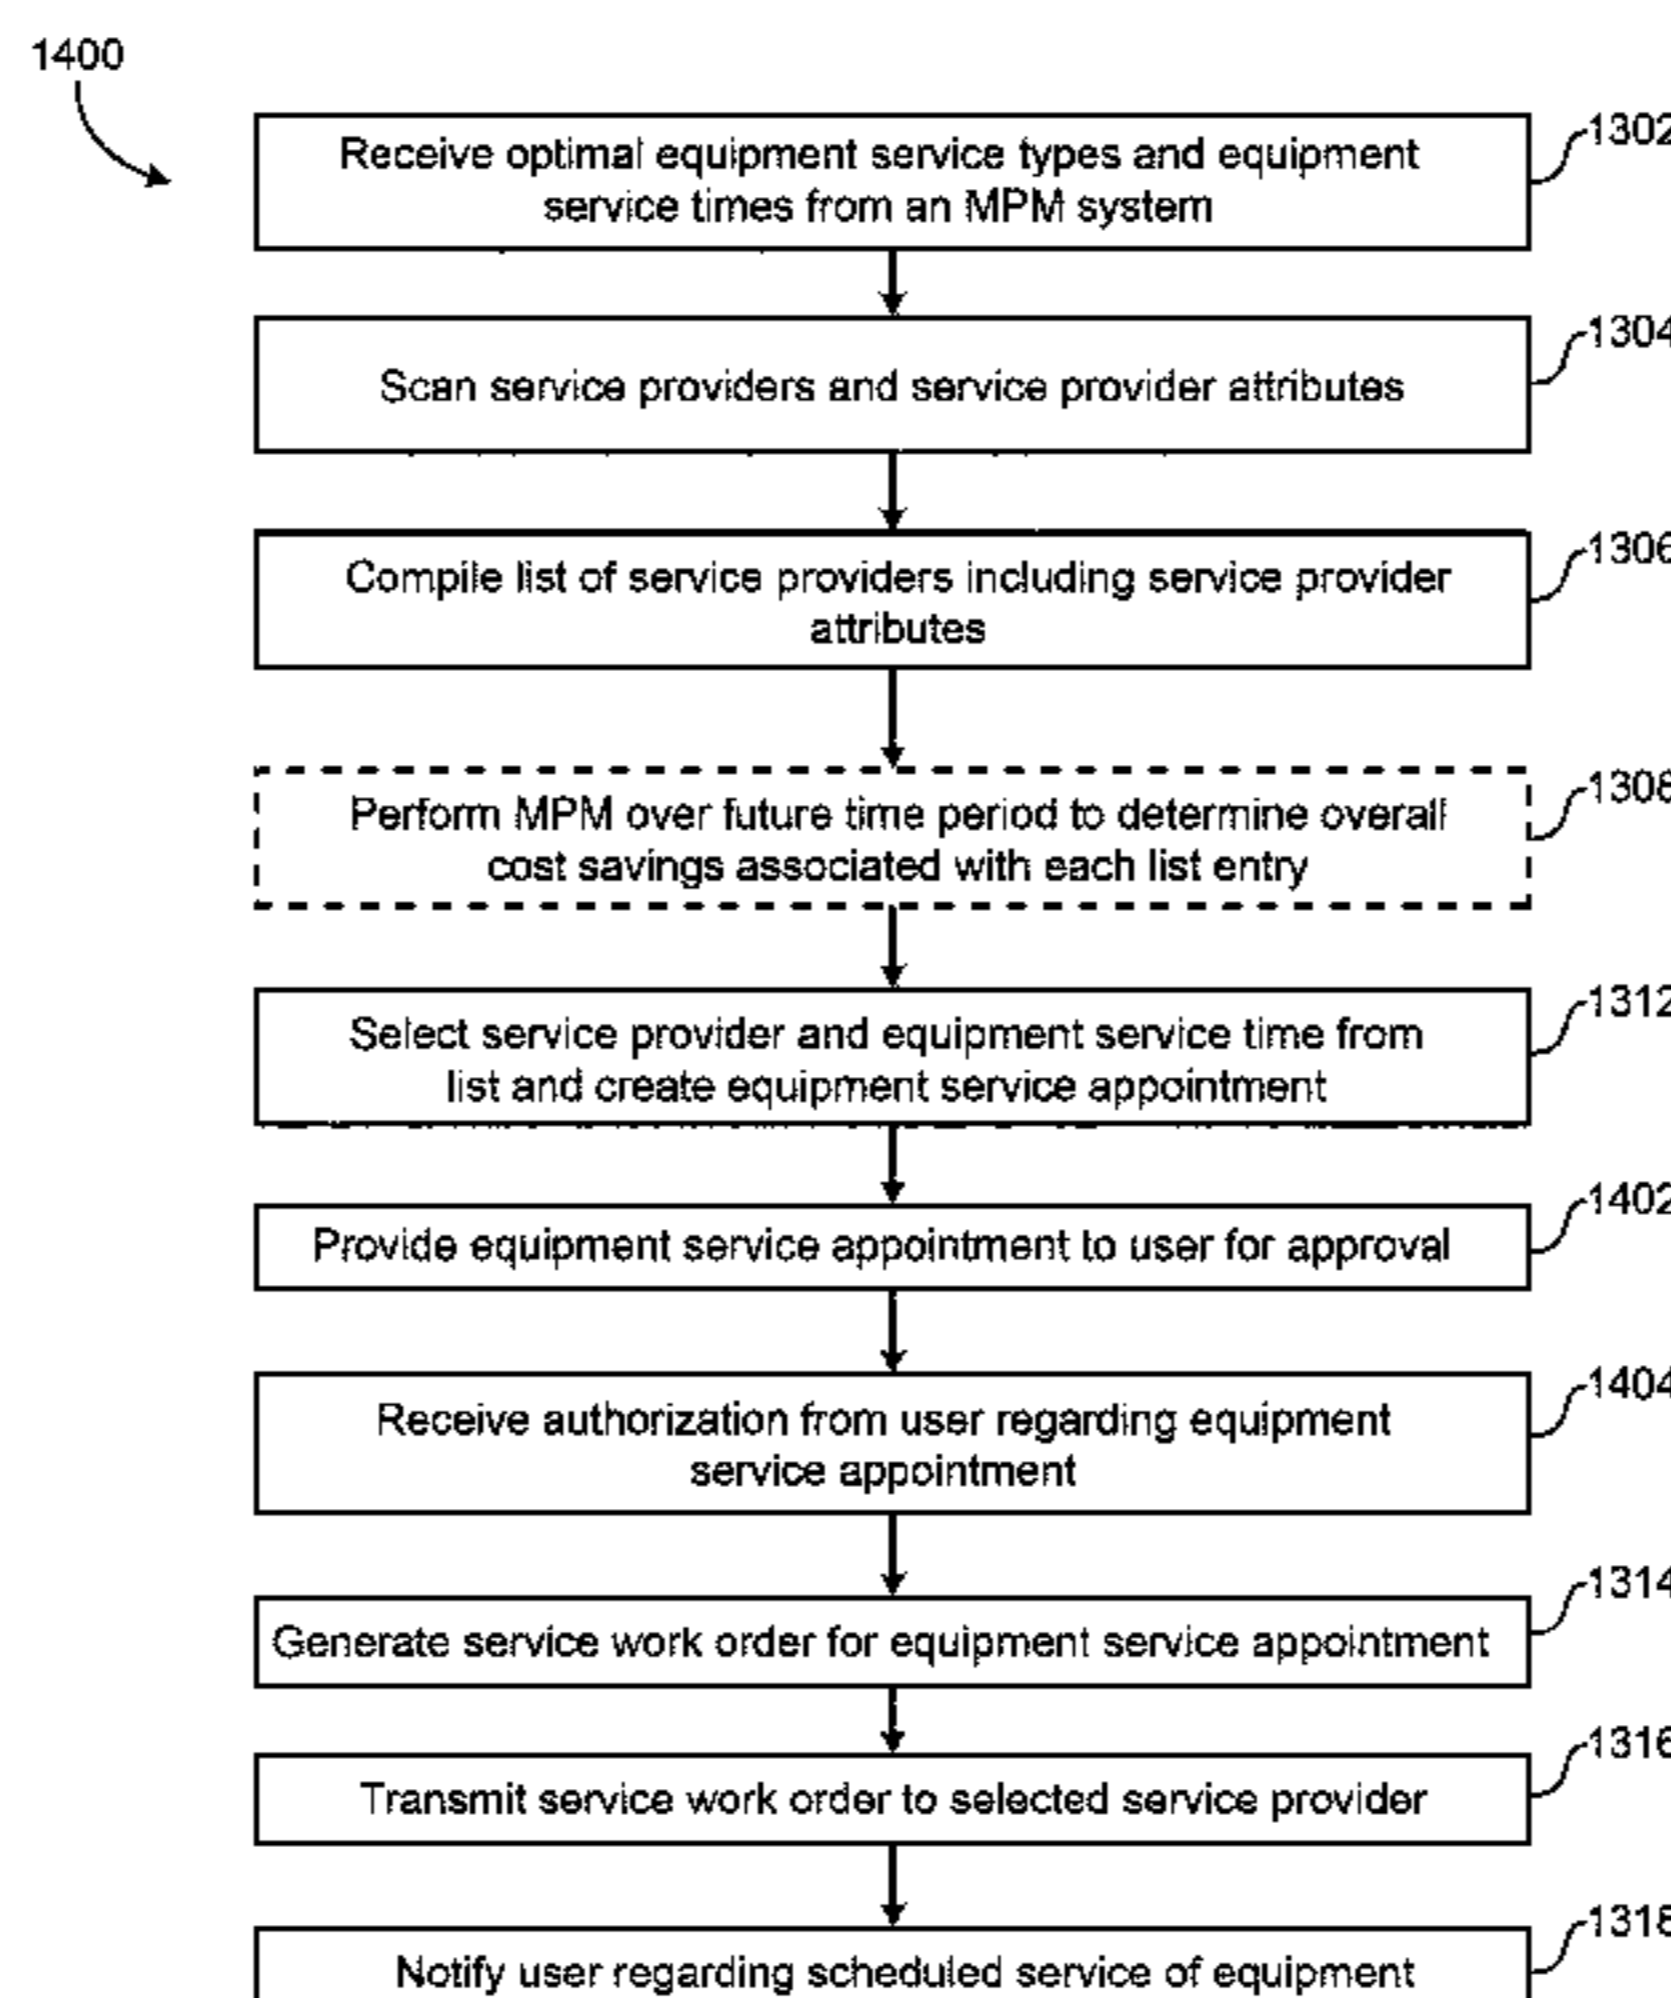 1400
Receive optimal equipment service types and equipment
service times from an MPM system
1302
Scan service providers and service provider attributes
1304
Compile list of service providers including service provider
attributes
1306
Perform MPM over future time period to determine overall
cost savings associated with each list entry
1308
Select service provider and equipment service time from
list and create equipment service appointment
1312
Provide equipment service appointment to user for approval
1402
Receive authorization from user regarding equipment
service appointment
1404
Generate service work order for equipment service appointment
1314
Transmit service work order to selected service provider
1316
Notify user regarding scheduled service of equipment
1318